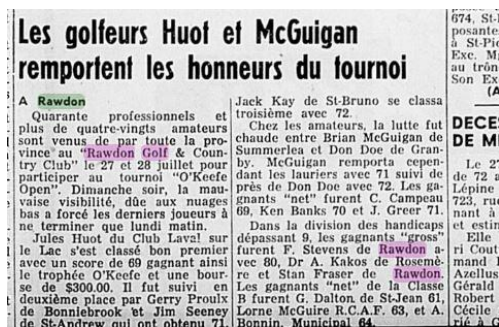 Les golfeurs Huot et McGuigan
remportent les honneurs du tournoi
A Rawdon
Quarante professionnels et
plus de quatre-vingts amateurs
sont venus de par toute la pro-
vince au "Rawdon Golf & Coun-
try Club" le 27 et 28 juillet pour
participer au tournoi "O'Keefe
Open". Dimanche soir, la mau-
vaise visibilité, dûe aux nuages
bas a forcé les derniers joueurs à
ne terminer que lundi matin.
Jules Huot du Club Laval sur
le Lac s'est classé bon premier
avec un score de 69 gagnant ainsi
le trophée O'Keefe et une bour-
se de $300.00. Il fut suivi en
deuxième place par Gerry Proulx
de Bonniebrook et Jim Seeney
de St-Andrew qui ont obtenu 71.
Jack Kay de St-Bruno se classa
troisième avec 72.
Chez les amateurs, la lutte fut
chaude entre Brian McGuigan de
Summerlea et Don Doe de Gran-
by. McGuigan remporta cepen-
dant les lauriers avec 71 suivi de
près de Don Doe avec 72. Les ga-
gnants "net" furent C. Campeau
69, Ken Banks 70 et J. Greer 71.
Dans la division des handicaps
dépassant 9, les gagnants "gross"
furent F. Stevens de Rawdon a-
vec 80, Dr A. Kakos de Rosemè-
re et Stan Fraser de Rawdon.
Les gagnants "net" de la Classe
B furent G. Dalton de St-Jean 61,
Lorne McGuire R.C.A.F. 63, et A.
Bonnin, Municipal 64.
674, St-
posante
à St-Pi
Exc. M
au trôn
Son Ex
(A
DECES
DE M
Le 2
de 72 a
Lépine
723, rue
nant à
et estin
Elle
ri Out
mand
Azellus
Gérald
Robert
Cécile
rié à